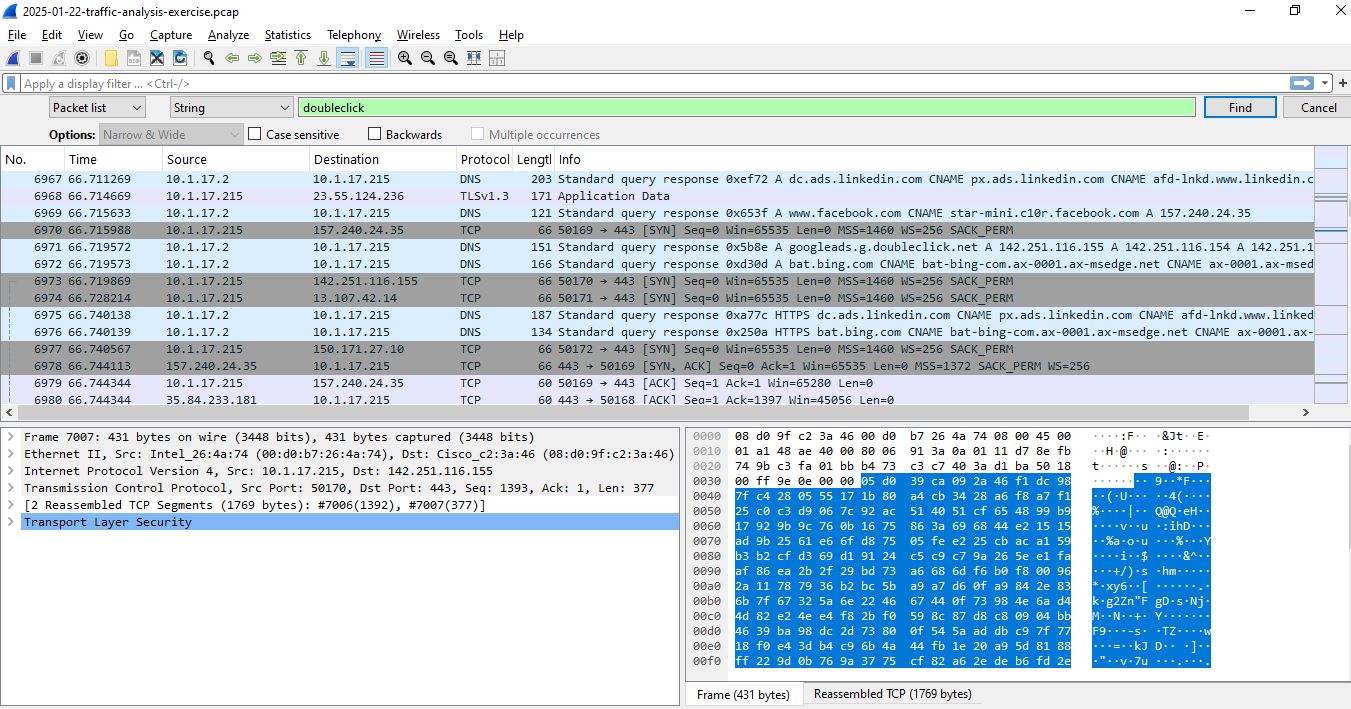 2025-01-22-traffic-analysis-exercise.pcap
File Edit View Go Capture Analyze Statistics Telephony Wireless Tools Help
Apply a display filter ... <Ctrl-/>
Packet list String doubleclick Find Cancel
Options: Narrow & Wide Case sensitive Backwards Multiple occurrences
No. Time Source Destination Protocol Lengtl Info
6967 66.711269 10.1.17.2 10.1.17.215 DNS 203 Standard query response 0xef72 A dc.ads.linkedin.com CNAME px.ads.linkedin.com CNAME afd-lnkd.www.linkedin.c
6968 66.714669 10.1.17.215 23.55.124.236 TLSv1.3 171 Application Data
6969 66.715633 10.1.17.2 10.1.17.215 DNS 121 Standard query response 0x653f A www.facebook.com CNAME star-mini.c10r.facebook.com A 157.240.24.35
6970 66.715988 10.1.17.215 157.240.24.35 TCP 66 50169 → 443 [SYN] Seq=0 Win=65535 Len=0 MSS=1460 WS=256 SACK_PERM
6971 66.719572 10.1.17.2 10.1.17.215 DNS 151 Standard query response 0x5b8e A googleads.g.doubleclick.net A 142.251.116.155 A 142.251.116.154 A 142.251.1
6972 66.719573 10.1.17.2 10.1.17.215 DNS 166 Standard query response 0xd30d A bat.bing.com CNAME bat-bing-com.ax-0001.ax-msedge.net CNAME ax-0001.ax-msed
6973 66.719869 10.1.17.215 142.251.116.155 TCP 66 50170 → 443 [SYN] Seq=0 Win=65535 Len=0 MSS=1460 WS=256 SACK_PERM
6974 66.728214 10.1.17.215 13.107.42.14 TCP 66 50171 → 443 [SYN] Seq=0 Win=65535 Len=0 MSS=1460 WS=256 SACK_PERM
6975 66.740138 10.1.17.2 10.1.17.215 DNS 187 Standard query response 0xa77c HTTPS dc.ads.linkedin.com CNAME px.ads.linkedin.com CNAME afd-lnkd.www.linked
6976 66.740139 10.1.17.2 10.1.17.215 DNS 134 Standard query response 0x250a HTTPS bat.bing.com CNAME bat-bing-com.ax-0001.ax-msedge.net CNAME ax-0001.ax-
6977 66.740567 10.1.17.215 150.171.27.10 TCP 66 50172 → 443 [SYN] Seq=0 Win=65535 Len=0 MSS=1460 WS=256 SACK_PERM
6978 66.744113 157.240.24.35 10.1.17.215 TCP 66 443 → 50169 [SYN, ACK] Seq=0 Ack=1 Win=65535 Len=0 MSS=1372 SACK_PERM WS=256
6979 66.744344 10.1.17.215 157.240.24.35 TCP 60 50169 → 443 [ACK] Seq=1 Ack=1 Win=65280 Len=0
6980 66.744344 35.84.233.181 10.1.17.215 TCP 60 443 → 50168 [ACK] Seq=1 Ack=1397 Win=45056 Len=0
Frame 7007: 431 bytes on wire (3448 bits), 431 bytes captured (3448 bits)
Ethernet II, Src: Intel_26:4a:74 (00:d0:b7:26:4a:74), Dst: Cisco_c2:3a:46 (08:d0:9f:c2:3a:46)
Internet Protocol Version 4, Src: 10.1.17.215, Dst: 142.251.116.155
Transmission Control Protocol, Src Port: 50170, Dst Port: 443, Seq: 1393, Ack: 1, Len: 377
[2 Reassembled TCP Segments (1769 bytes): #7006(1392), #7007(377)]
Transport Layer Security
0000 08 d0 9f c2 3a 46 00 d0 b7 26 4a 74 08 00 45 00 ····:F·· ·&Jt··E·
0010 01 a1 48 ae 40 00 80 06 91 3a 0a 01 11 d7 8e fb ··H·@··· ·:······
0020 74 9b c3 fa 01 bb b4 73 c3 c7 40 3a d1 ba 50 18 t······s ··@:··P·
0030 00 ff 9e 0e 00 00 05 d0 39 ca 09 2a 46 f1 dc 98 ········ 9··*F···
0040 7f c4 28 05 55 17 1b 80 a4 cb 34 28 a6 f8 a7 f1 ··(·U··· ··4(····
0050 25 c0 c3 d9 06 7c 92 ac 51 40 51 cf 65 48 99 b9 %····|·· Q@Q·eH··
0060 17 92 9b 9c 76 0b 16 75 86 3a 69 68 44 e2 15 15 ····v··u ·:ihD···
0070 ad 9b 25 61 e6 6f d8 75 05 fe e2 25 cb ac a1 59 ··%a·o·u ···%···Y
0080 b3 b2 cf d3 69 d1 91 24 c5 c9 c7 9a 26 5e e1 fa ····i··$ ····&^··
0090 af 86 ea 2b 2f 29 bd 73 a6 68 6d f6 b0 f8 00 96 ···+/)·s ·hm·····
00a0 2a 11 78 79 36 b2 bc 5b a9 a7 d6 0f a9 84 2e 83 *·xy6··[ ······.·
00b0 6b 7f 67 32 5a 6e 22 46 67 44 0f 73 98 4e 6a d4 k·g2Zn"F gD·s·Nj·
00c0 4d 82 e2 4e e4 f8 2b f0 59 8c 87 d8 c8 09 04 bb M··N··+· Y·······
00d0 46 39 ba 98 dc 2d 73 80 0f 54 5a ad db c9 7f 77 F9···-s· ·TZ····w
00e0 18 f0 e4 3d b4 c9 6b 4a 44 fb 1e 20 a9 5d 81 88 ···=··kJ D·· ·]··
00f0 ff 22 9d 0b 76 9a 37 75 cf 82 a6 2e de b6 fd 2e ·"··v·7u ···.···.
Frame (431 bytes) Reassembled TCP (1769 bytes)